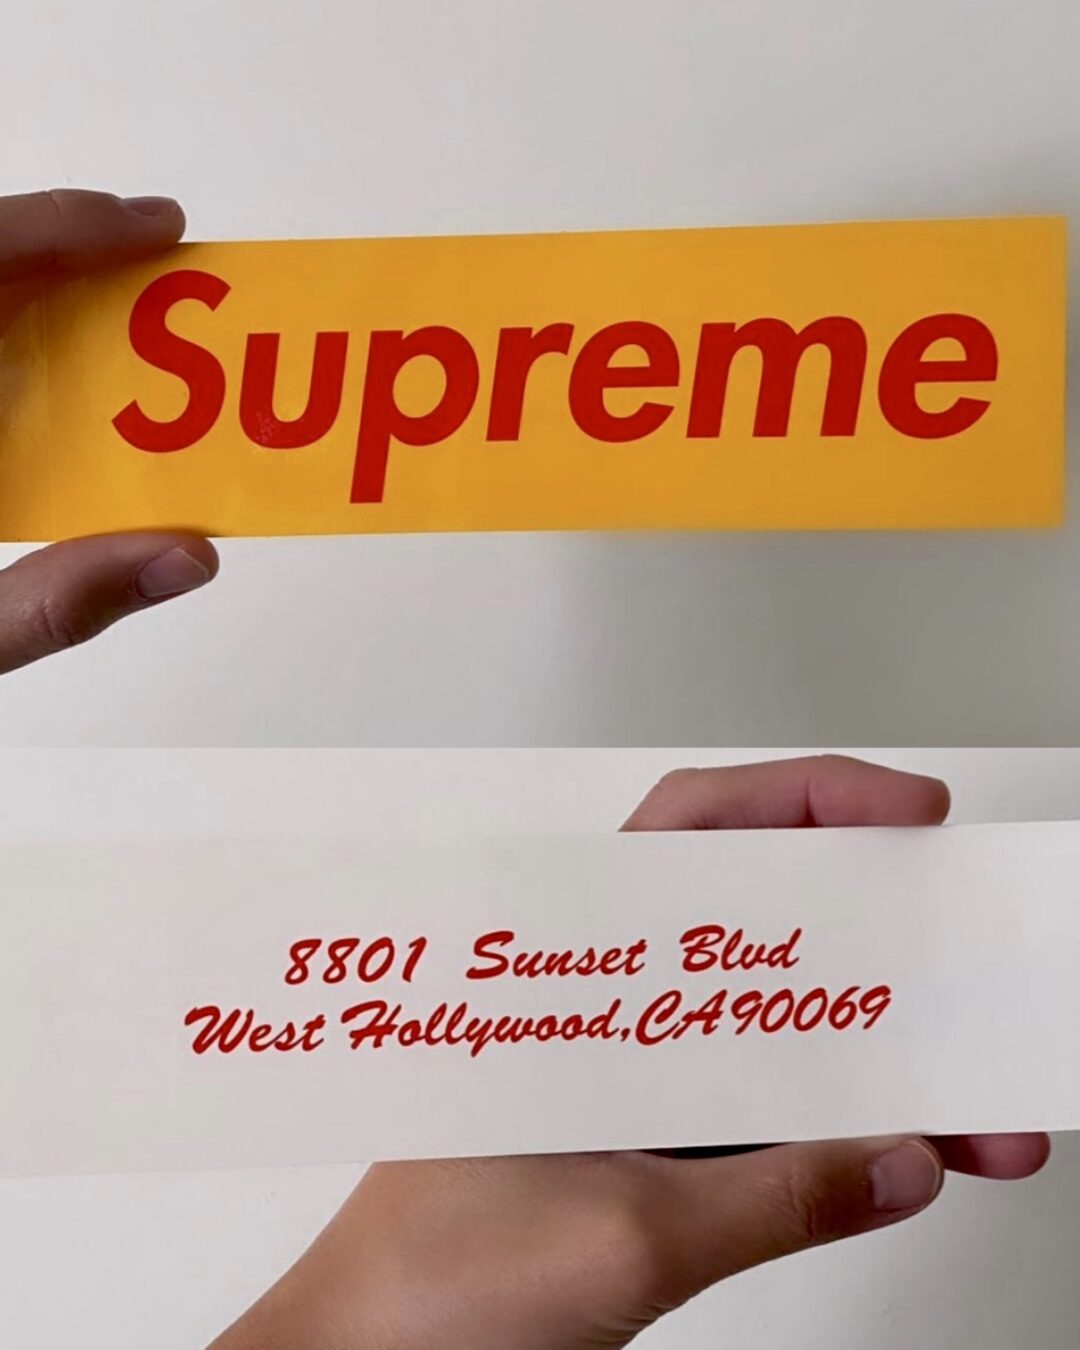 Supreme
8801 Sunset Blvd
West Hollywood,CA90069